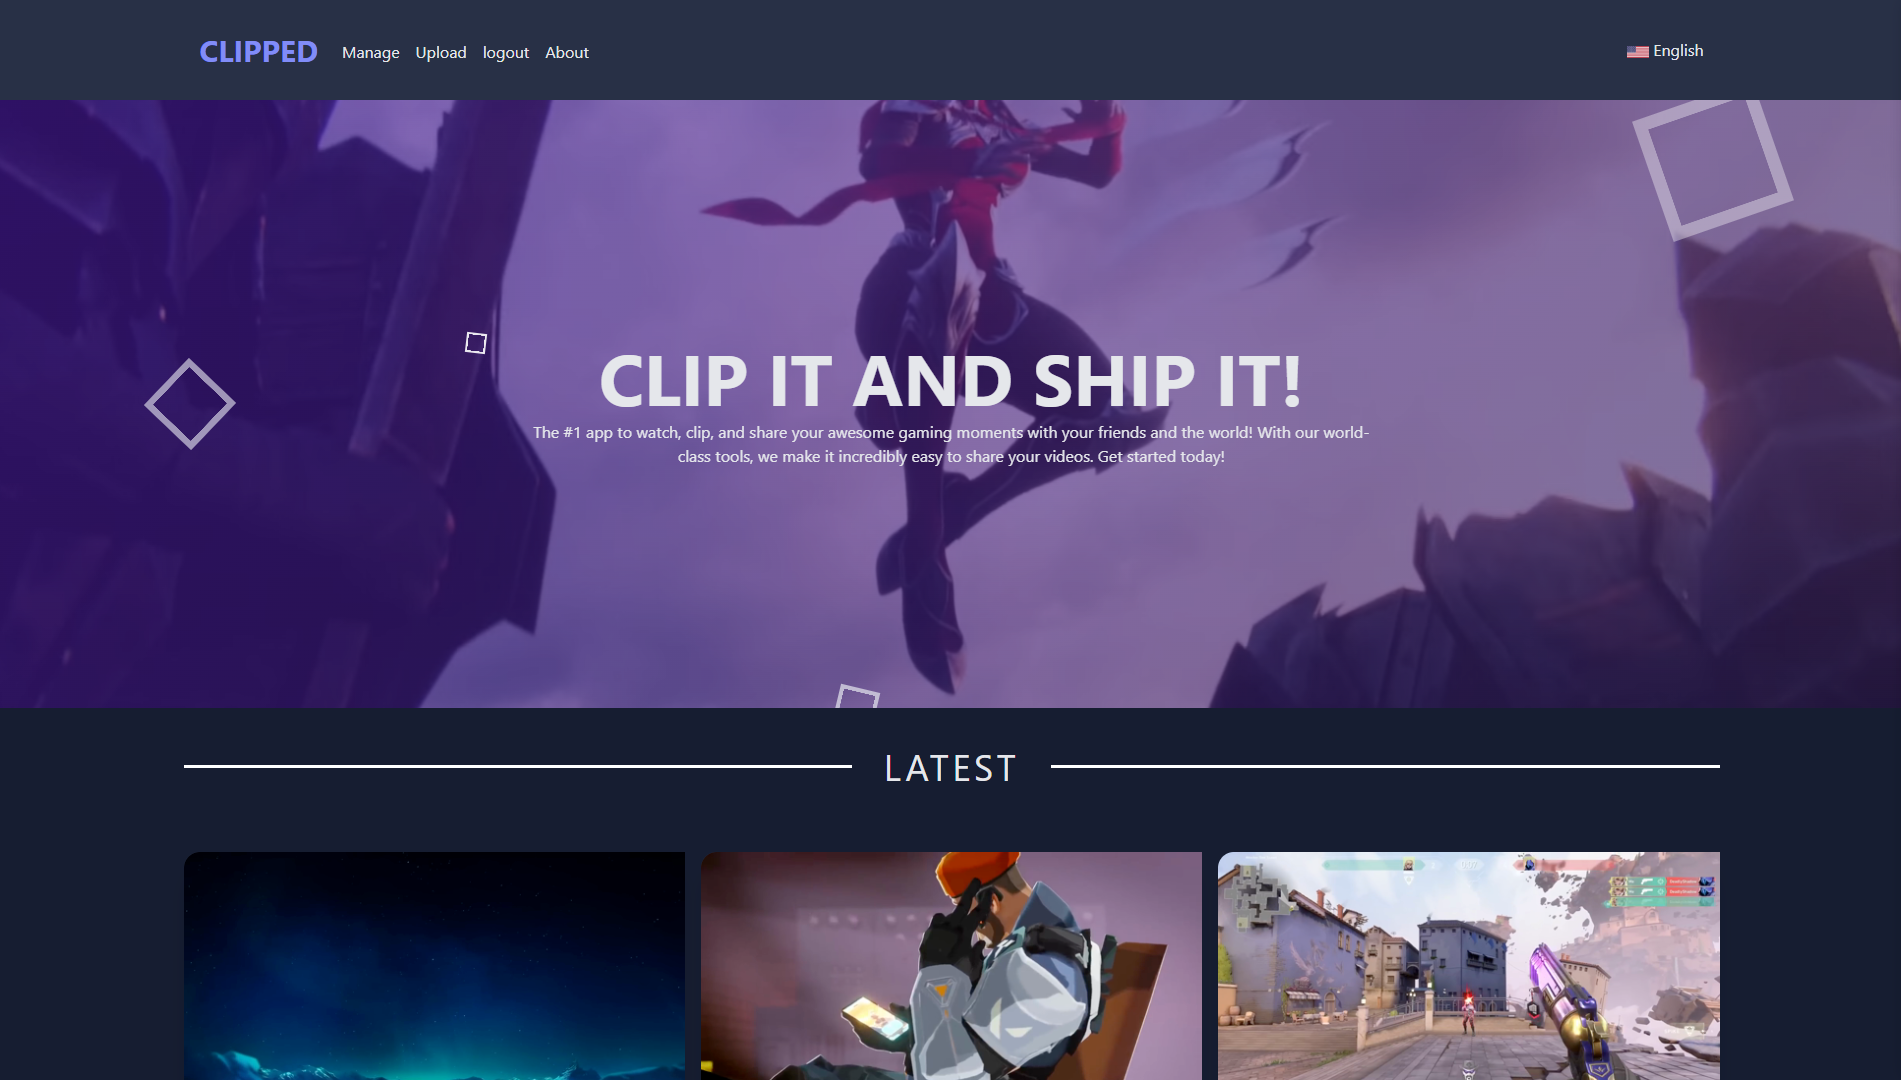 CLIPPED Manage Upload logout About English
CLIP IT AND SHIP IT!
The #1 app to watch, clip, and share your awesome gaming moments with your friends and the world! With our world-
class tools, we make it incredibly easy to share your videos. Get started today!
LATEST